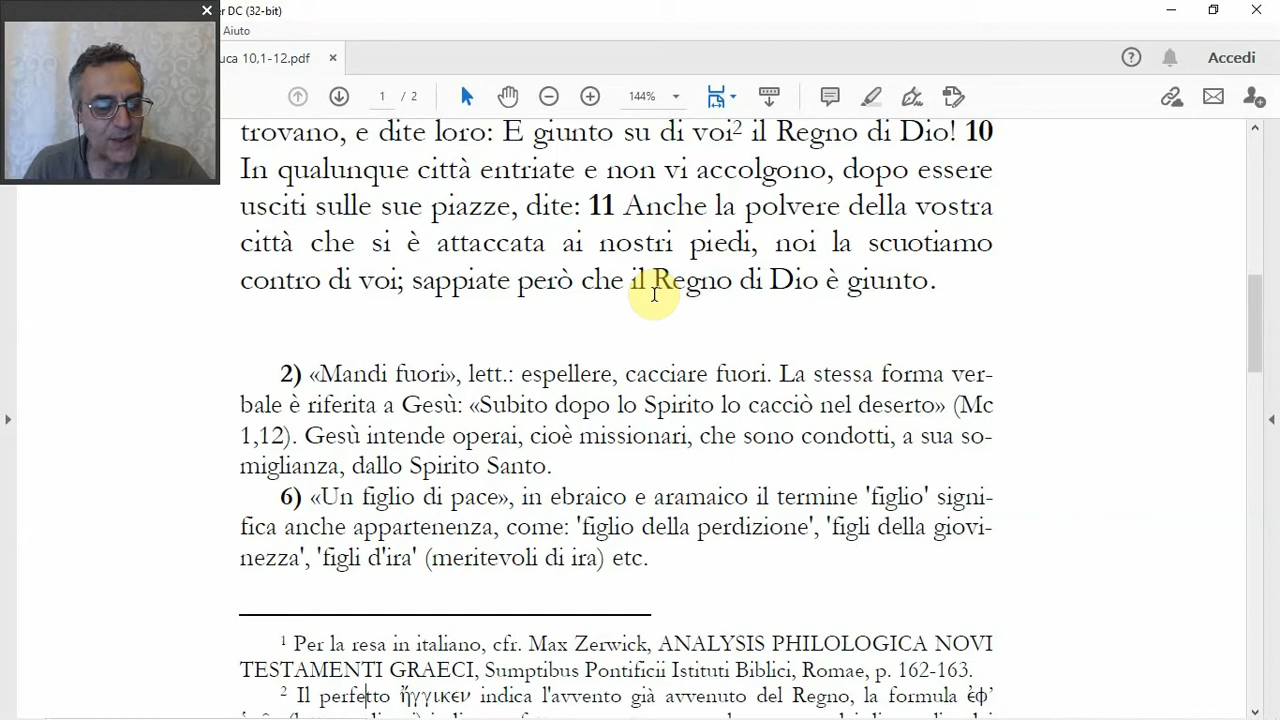 er DC (32-bit)
Aiuto
uca 10,1-12.pdf
Accedi
1 / 2
144%
trovano, e dite loro: E giunto su di voi² il Regno di Dio! 10
In qualunque città entriate e non vi accolgono, dopo essere
usciti sulle sue piazze, dite: 11 Anche la polvere della vostra
città che si è attaccata ai nostri piedi, noi la scuotiamo
contro di voi; sappiate però che il Regno di Dio è giunto.
2) «Mandi fuori», lett.: espellere, cacciare fuori. La stessa forma ver-
bale è riferita a Gesù: «Subito dopo lo Spirito lo cacciò nel deserto» (Mc
1,12). Gesù intende operai, cioè missionari, che sono condotti, a sua so-
miglianza, dallo Spirito Santo.
6) «Un figlio di pace», in ebraico e aramaico il termine 'figlio' signi-
fica anche appartenenza, come: 'figlio della perdizione', 'figli della giovi-
nezza', 'figli d'ira' (meritevoli di ira) etc.
¹ Per la resa in italiano, cfr. Max Zerwick, ANALYSIS PHILOLOGICA NOVI
TESTAMENTI GRAECI, Sumptibus Pontificii Istituti Biblici, Romae, p. 162-163.
² Il perfetto ἤγγικεν indica l'avvento già avvenuto del Regno, la formula ἐφ’